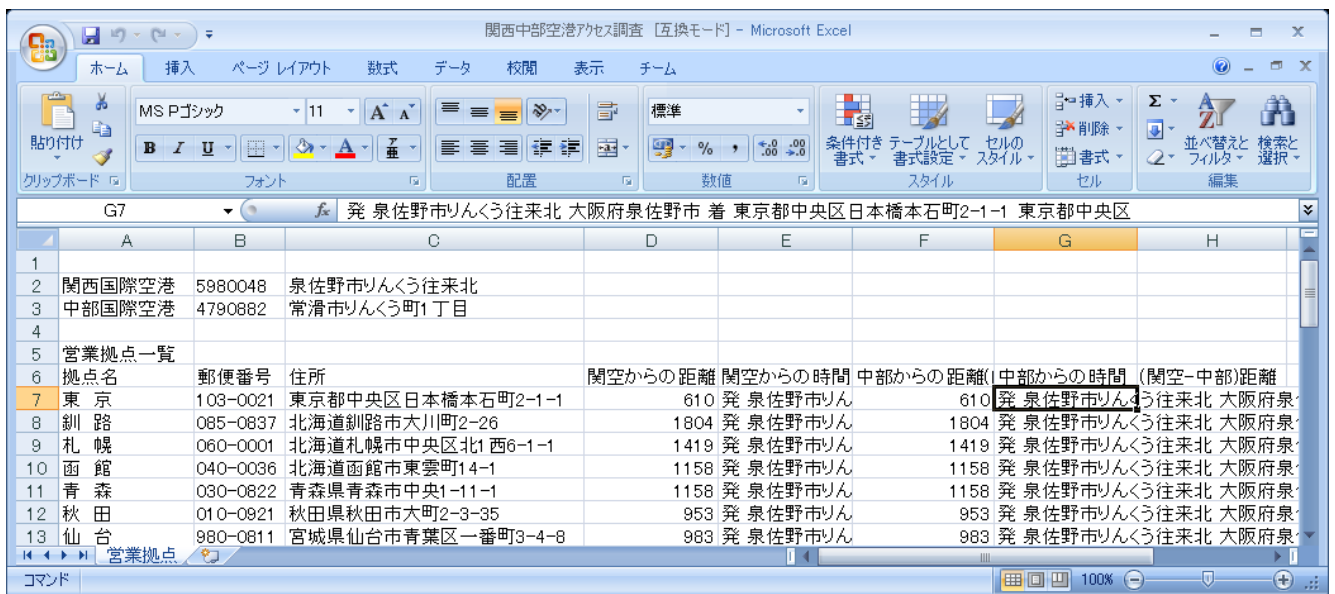 関西中部空港ｱｸｾｽ調査 [互換モード] - Microsoft Excel
ホーム 挿入 ページ レイアウト 数式 データ 校閲 表示 チーム
MS Pゴシック 11 標準
貼り付け 条件付き書式 テーブルとして書式設定 セルのスタイル 挿入 削除 書式 Σ 並べ替えとフィルタ 検索と選択
クリップボード フォント 配置 数値 スタイル セル 編集
G7 fx 発 泉佐野市りんくう往来北 大阪府泉佐野市 着 東京都中央区日本橋本石町2-1-1 東京都中央区
A B C D E F G H
1
2 関西国際空港 5980048 泉佐野市りんくう往来北
3 中部国際空港 4790882 常滑市りんくう町1丁目
4
5 営業拠点一覧
6 拠点名 郵便番号 住所 関空からの距離 関空からの時間 中部からの距離( 中部からの時間 (関空-中部)距離
7 東 京 103-0021 東京都中央区日本橋本石町2-1-1 610 発 泉佐野市りん 610 発 泉佐野市りんくう往来北 大阪府泉
8 釧 路 085-0837 北海道釧路市大川町2-26 1804 発 泉佐野市りん 1804 発 泉佐野市りんくう往来北 大阪府泉
9 札 幌 060-0001 北海道札幌市中央区北1西6-1-1 1419 発 泉佐野市りん 1419 発 泉佐野市りんくう往来北 大阪府泉
10 函 館 040-0036 北海道函館市東雲町14-1 1158 発 泉佐野市りん 1158 発 泉佐野市りんくう往来北 大阪府泉
11 青 森 030-0822 青森県青森市中央1-11-1 1158 発 泉佐野市りん 1158 発 泉佐野市りんくう往来北 大阪府泉
12 秋 田 010-0921 秋田県秋田市大町2-3-35 953 発 泉佐野市りん 953 発 泉佐野市りんくう往来北 大阪府泉
13 仙 台 980-0811 宮城県仙台市青葉区一番町3-4-8 983 発 泉佐野市りん 983 発 泉佐野市りんくう往来北 大阪府泉
営業拠点
コマンド 100%